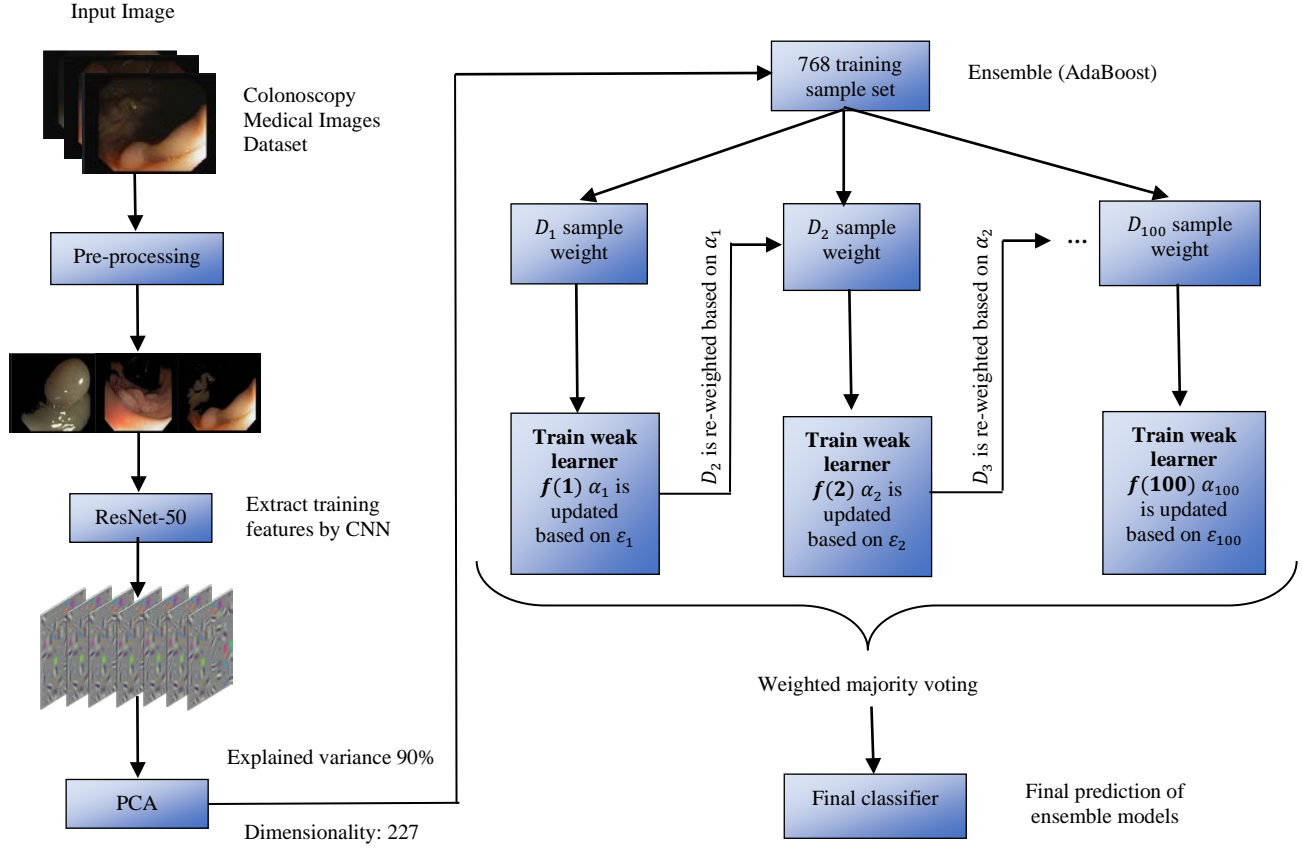 Input Image
Colonoscopy
Medical Images
Dataset
Pre-processing
ResNet-50
Extract training
features by CNN
Explained variance 90%
PCA
Dimensionality: 227
768 training
sample set
Ensemble (AdaBoost)
D₁ sample
weight
D₂ is re-weighted based on α₁
D₂ sample
weight
D₃ is re-weighted based on α₂
...
D₁₀₀ sample
weight
Train weak
learner
f(1) α₁ is
updated
based on ε₁
Train weak
learner
f(2) α₂ is
updated
based on ε₂
Train weak
learner
f(100) α₁₀₀
is updated
based on ε₁₀₀
Weighted majority voting
Final classifier
Final prediction of
ensemble models